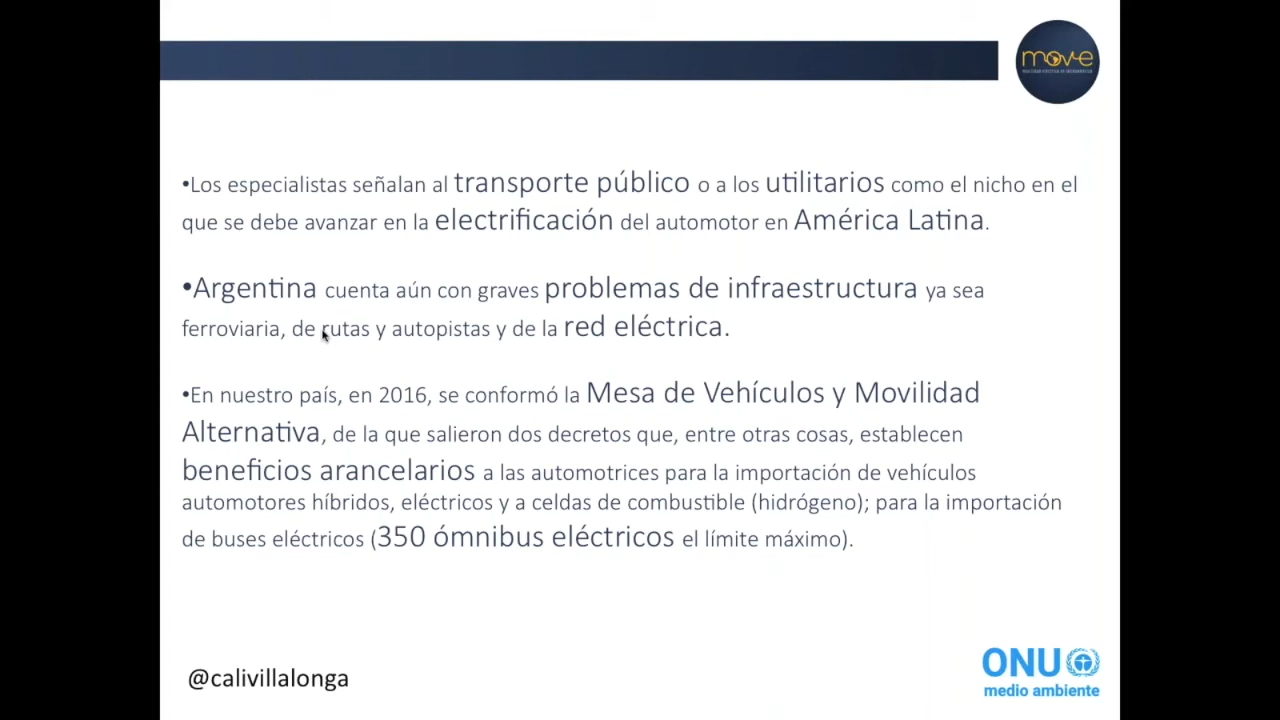 move
•Los especialistas señalan al transporte público o a los utilitarios como el nicho en el
que se debe avanzar en la electrificación del automotor en América Latina.
•Argentina cuenta aún con graves problemas de infraestructura ya sea
ferroviaria, de rutas y autopistas y de la red eléctrica.
•En nuestro país, en 2016, se conformó la Mesa de Vehículos y Movilidad
Alternativa, de la que salieron dos decretos que, entre otras cosas, establecen
beneficios arancelarios a las automotrices para la importación de vehículos
automotores híbridos, eléctricos y a celdas de combustible (hidrógeno); para la importación
de buses eléctricos (350 ómnibus eléctricos el límite máximo).
@calivillalonga
ONU
medio ambiente